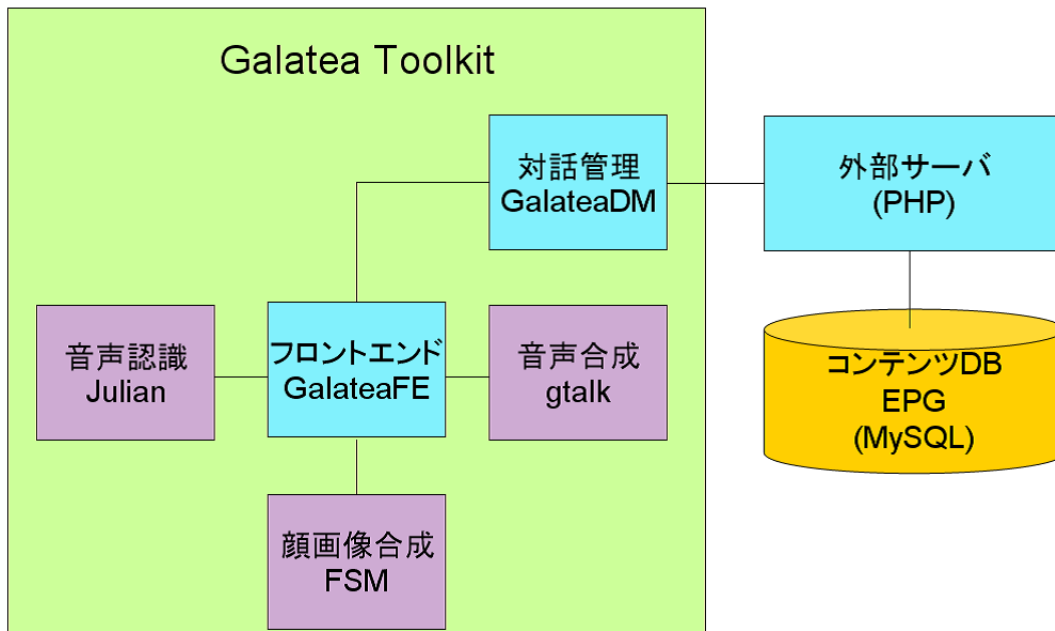 Galatea Toolkit
対話管理
GalateaDM
外部サーバ
(PHP)
音声認識
Julian
フロントエンド
GalateaFE
音声合成
gtalk
コンテンツDB
EPG
(MySQL)
顔画像合成
FSM